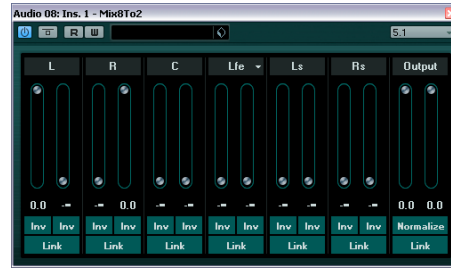 Audio 08: Ins. 1 - Mix8To2
R W 5.1
L R C Lfe Ls Rs Output
0.0 -∞ -∞ 0.0 -∞ -∞ -∞ -∞ -∞ -∞ -∞ -∞ 0.0 0.0
Inv Inv Inv Inv Inv Inv Inv Inv Inv Inv Inv Inv Normalize
Link Link Link Link Link Link Link